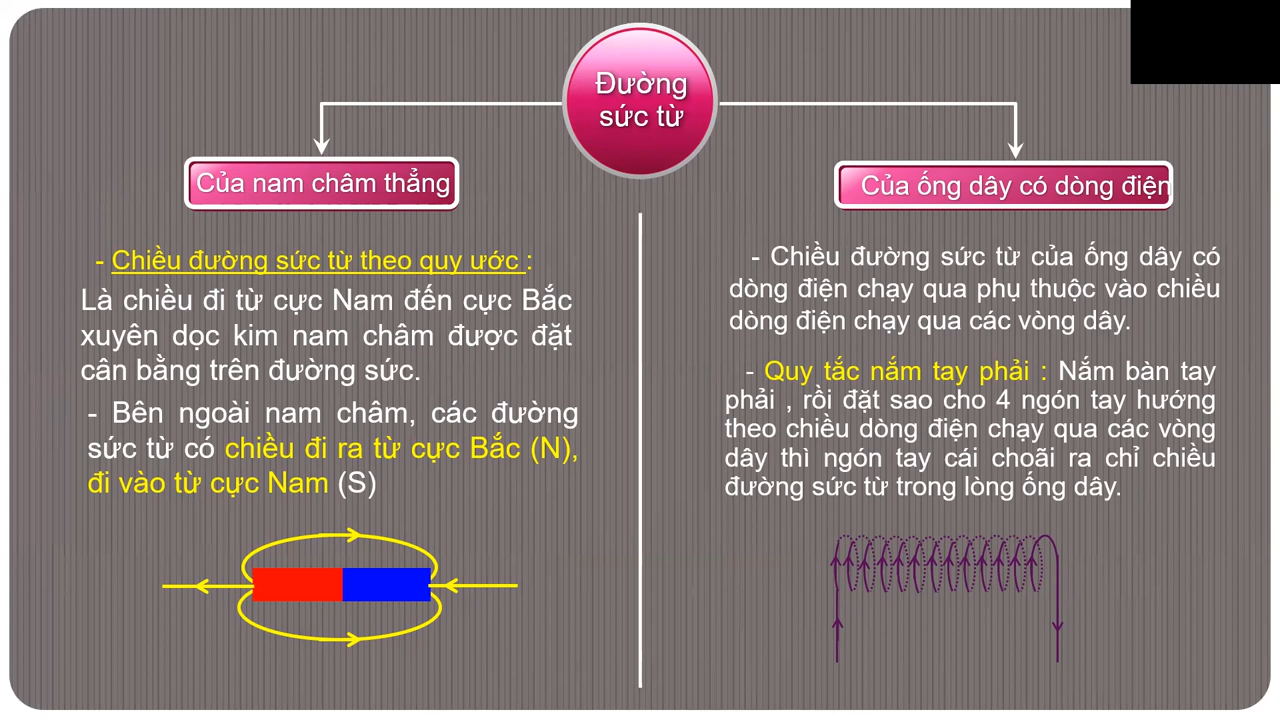 Đường
sức từ
Của nam châm thẳng
- Chiều đường sức từ theo quy ước :
Là chiều đi từ cực Nam đến cực Bắc
xuyên dọc kim nam châm được đặt
cân bằng trên đường sức.
- Bên ngoài nam châm, các đường
sức từ có chiều đi ra từ cực Bắc (N),
đi vào từ cực Nam (S)
Của ống dây có dòng điện
- Chiều đường sức từ của ống dây có
dòng điện chạy qua phụ thuộc vào chiều
dòng điện chạy qua các vòng dây.
- Quy tắc nắm tay phải : Nắm bàn tay
phải , rồi đặt sao cho 4 ngón tay hướng
theo chiều dòng điện chạy qua các vòng
dây thì ngón tay cái choãi ra chỉ chiều
đường sức từ trong lòng ống dây.